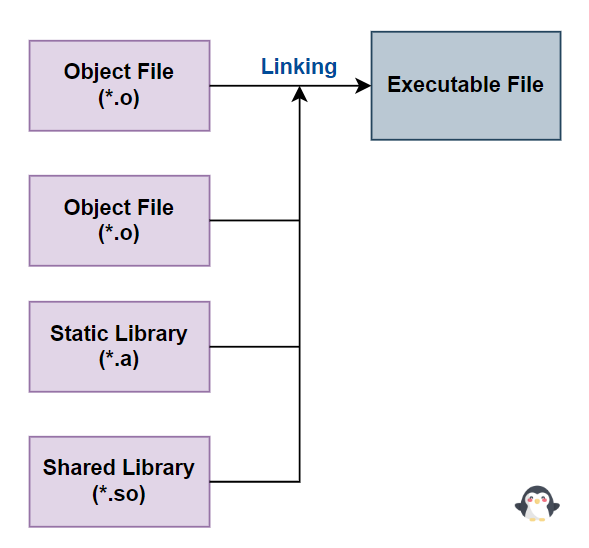 Object File
(*.o)
Linking
Executable File
Object File
(*.o)
Static Library
(*.a)
Shared Library
(*.so)